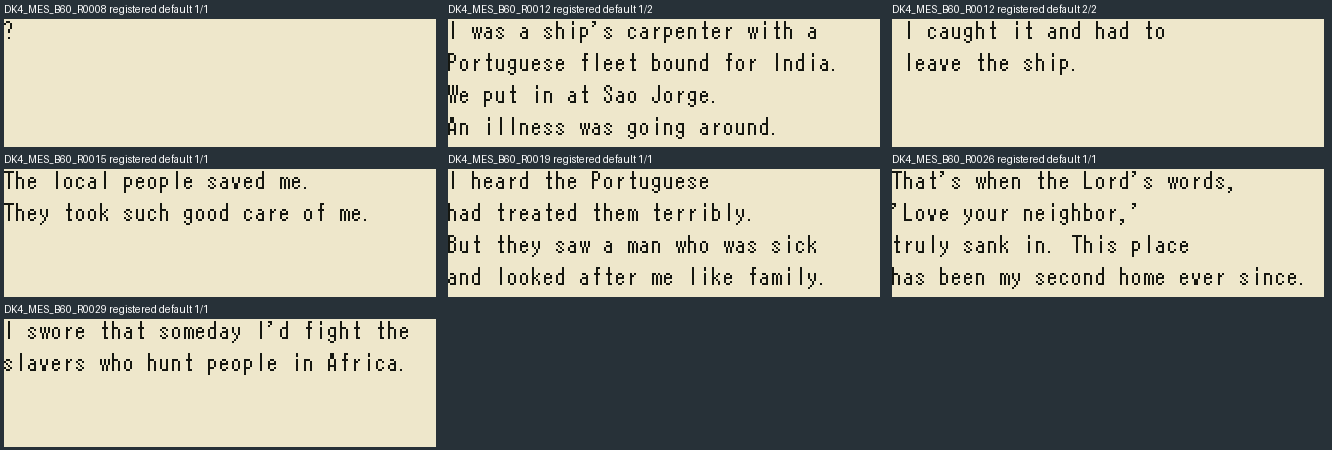 DK4_MES_B60_R0008 registered default 1/1
?
DK4_MES_B60_R0012 registered default 1/2
I was a ship's carpenter with a
Portuguese fleet bound for India.
We put in at Sao Jorge.
An illness was going around.
DK4_MES_B60_R0012 registered default 2/2
I caught it and had to
leave the ship.
DK4_MES_B60_R0015 registered default 1/1
The local people saved me.
They took such good care of me.
DK4_MES_B60_R0019 registered default 1/1
I heard the Portuguese
had treated them terribly.
But they saw a man who was sick
and looked after me like family.
DK4_MES_B60_R0026 registered default 1/1
That's when the Lord's words,
'Love your neighbor,'
truly sank in. This place
has been my second home ever since.
DK4_MES_B60_R0029 registered default 1/1
I swore that someday I'd fight the
slavers who hunt people in Africa.